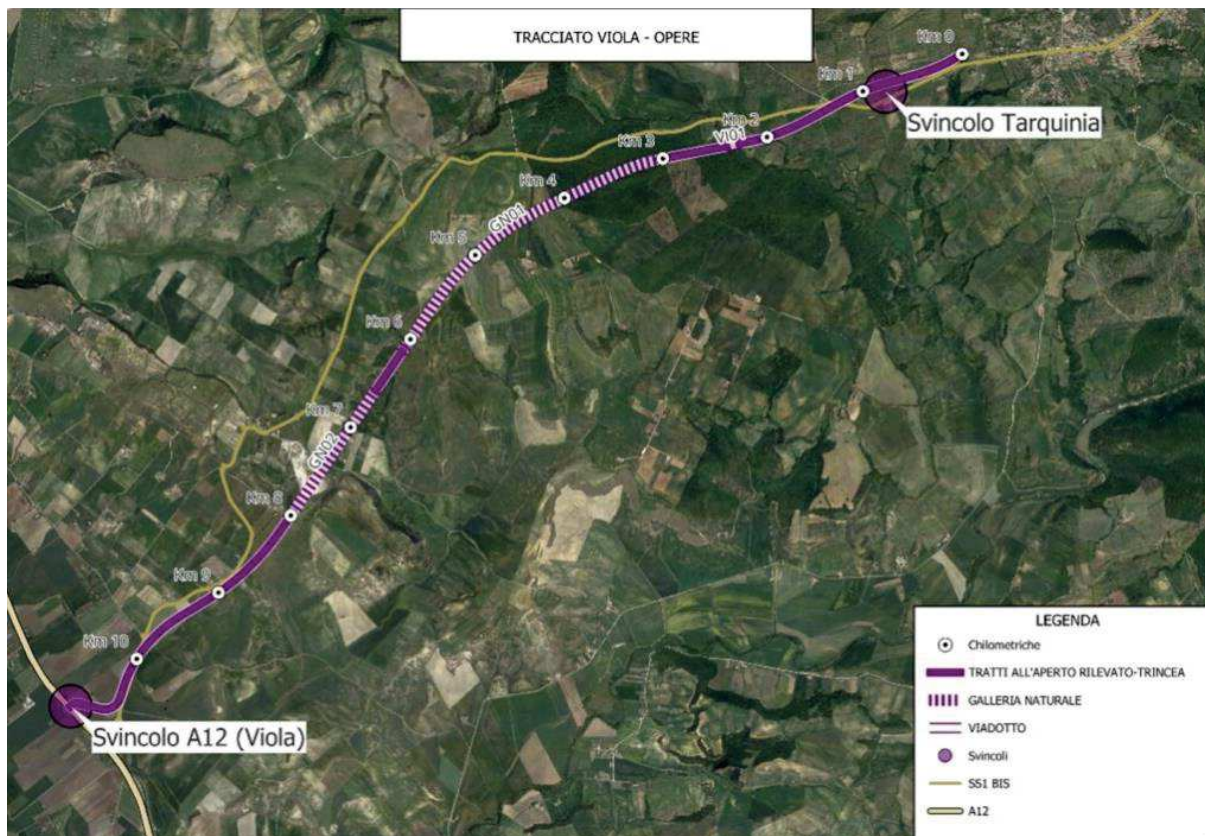 TRACCIATO VIOLA - OPERE
Km 0
Km 1
Svincolo Tarquinia
Km 2
VI01
Km 3
Km 4
GN01
Km 5
Km 6
Km 7
GN02
Km 8
Km 9
Km 10
Svincolo A12 (Viola)
LEGENDA
Chilometriche
TRATTI ALL'APERTO RILEVATO-TRINCEA
GALLERIA NATURALE
VIADOTTO
Svincoli
SS1 BIS
A12